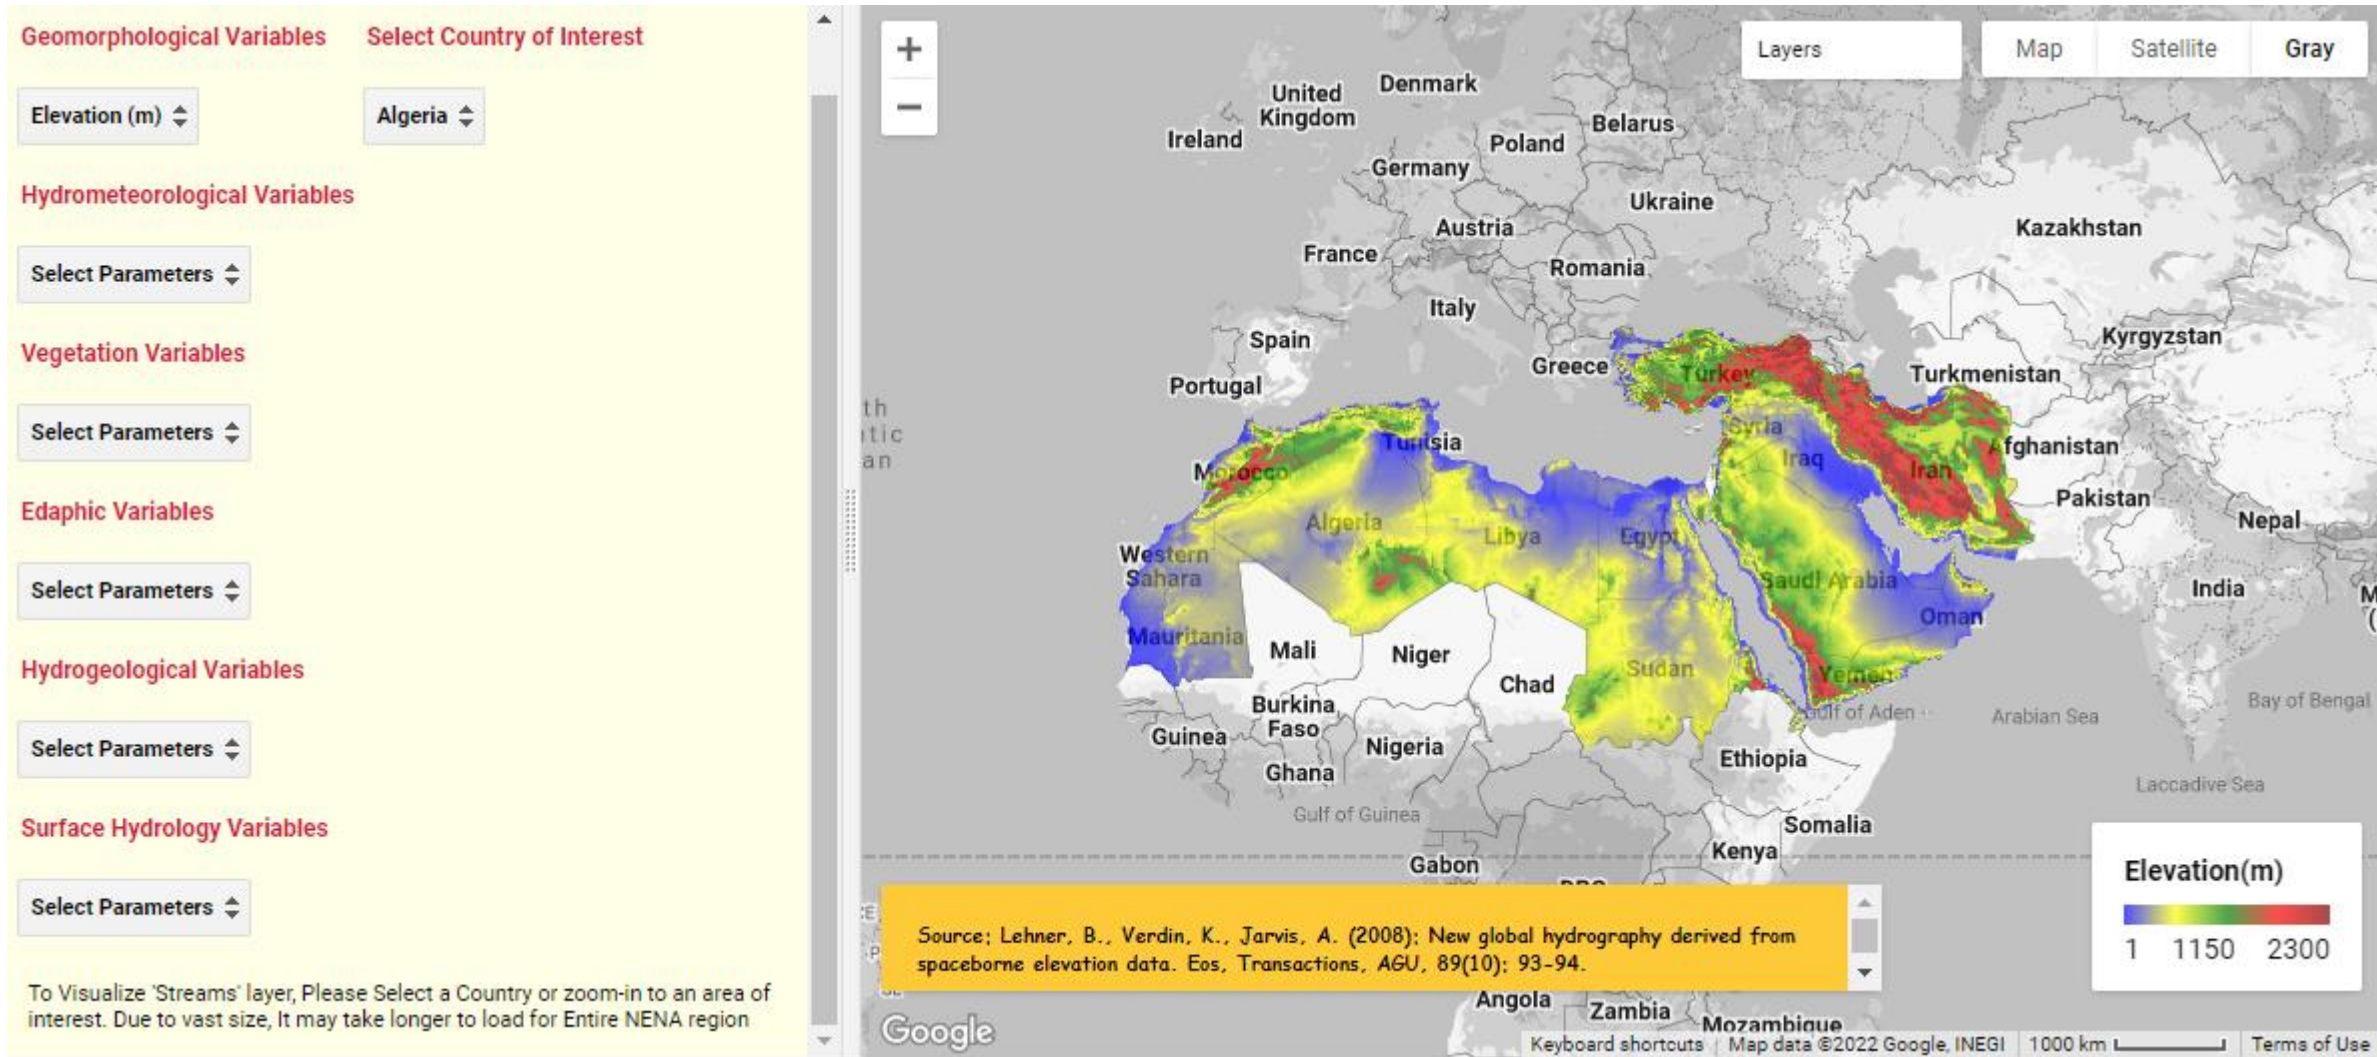 Geomorphological Variables
Select Country of Interest
Elevation (m)
Algeria
Hydrometeorological Variables
Select Parameters
Vegetation Variables
Select Parameters
Edaphic Variables
Select Parameters
Hydrogeological Variables
Select Parameters
Surface Hydrology Variables
Select Parameters
To Visualize 'Streams' layer, Please Select a Country or zoom-in to an area of
interest. Due to vast size, It may take longer to load for Entire NENA region
+
−
Layers
Map
Satellite
Gray
United
Kingdom
Denmark
Ireland
Belarus
Poland
Germany
Ukraine
Austria
Kazakhstan
France
Romania
Italy
Spain
Kyrgyzstan
Greece
Turkey
Turkmenistan
Portugal
th
tic
an
Tunisia
Syria
Afghanistan
Morocco
Iraq
Iran
Pakistan
Algeria
Libya
Egypt
Nepal
Western
Sahara
Saudi Arabia
India
Oman
Mauritania
Mali
Niger
Sudan
Chad
Yemen
Burkina
Faso
Gulf of Aden
Arabian Sea
Bay of Bengal
Guinea
Nigeria
Ethiopia
Ghana
Laccadive Sea
Gulf of Guinea
Somalia
Kenya
Gabon
Elevation(m)
1 1150 2300
Source: Lehner, B., Verdin, K., Jarvis, A. (2008): New global hydrography derived from
spaceborne elevation data. Eos, Transactions, AGU, 89(10): 93-94.
Angola
Zambia
Mozambique
Google
Keyboard shortcuts
Map data ©2022 Google, INEGI
1000 km
Terms of Use